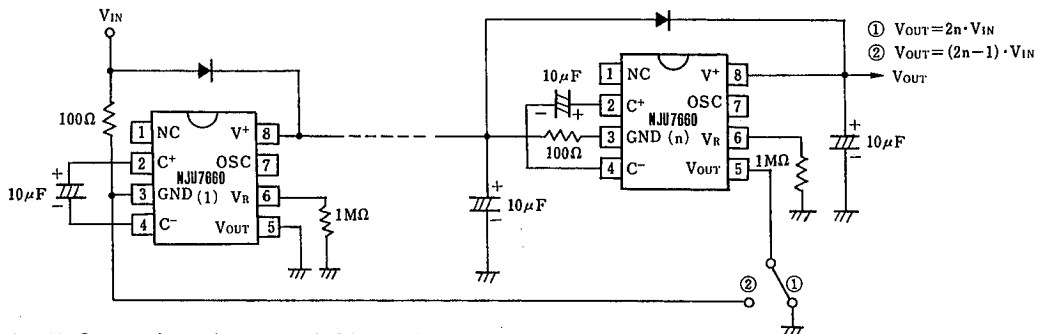 VIN
100Ω
10μF
1 NC
2 C+
3 GND (1)
4 C−
V+ 8
OSC 7
VR 6
VOUT 5
NJU7660
1MΩ
10μF
10μF
100Ω
1 NC
2 C+
3 GND (n)
4 C−
V+ 8
OSC 7
VR 6
VOUT 5
NJU7660
1MΩ
10μF
① VOUT=2n·VIN
② VOUT=(2n−1)·VIN
VOUT
②
①